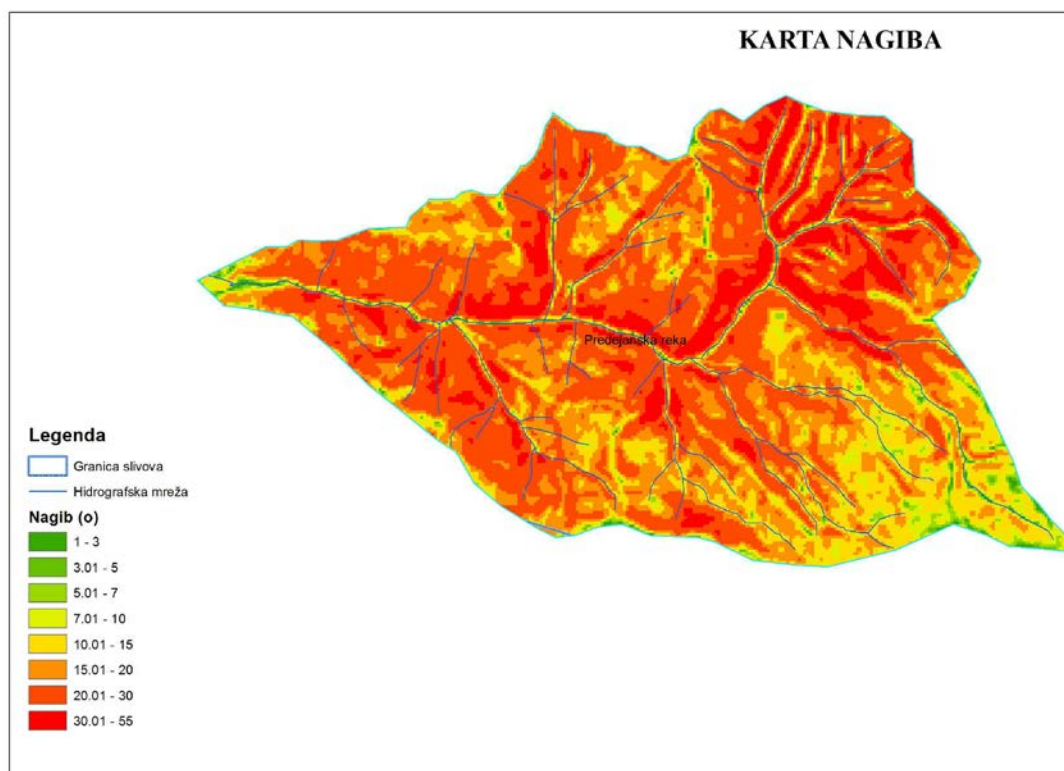 KARTA NAGIBA
Predejanska reka
Legenda
Granica slivova
Hidrografska mreža
Nagib (o)
1 - 3
3.01 - 5
5.01 - 7
7.01 - 10
10.01 - 15
15.01 - 20
20.01 - 30
30.01 - 55